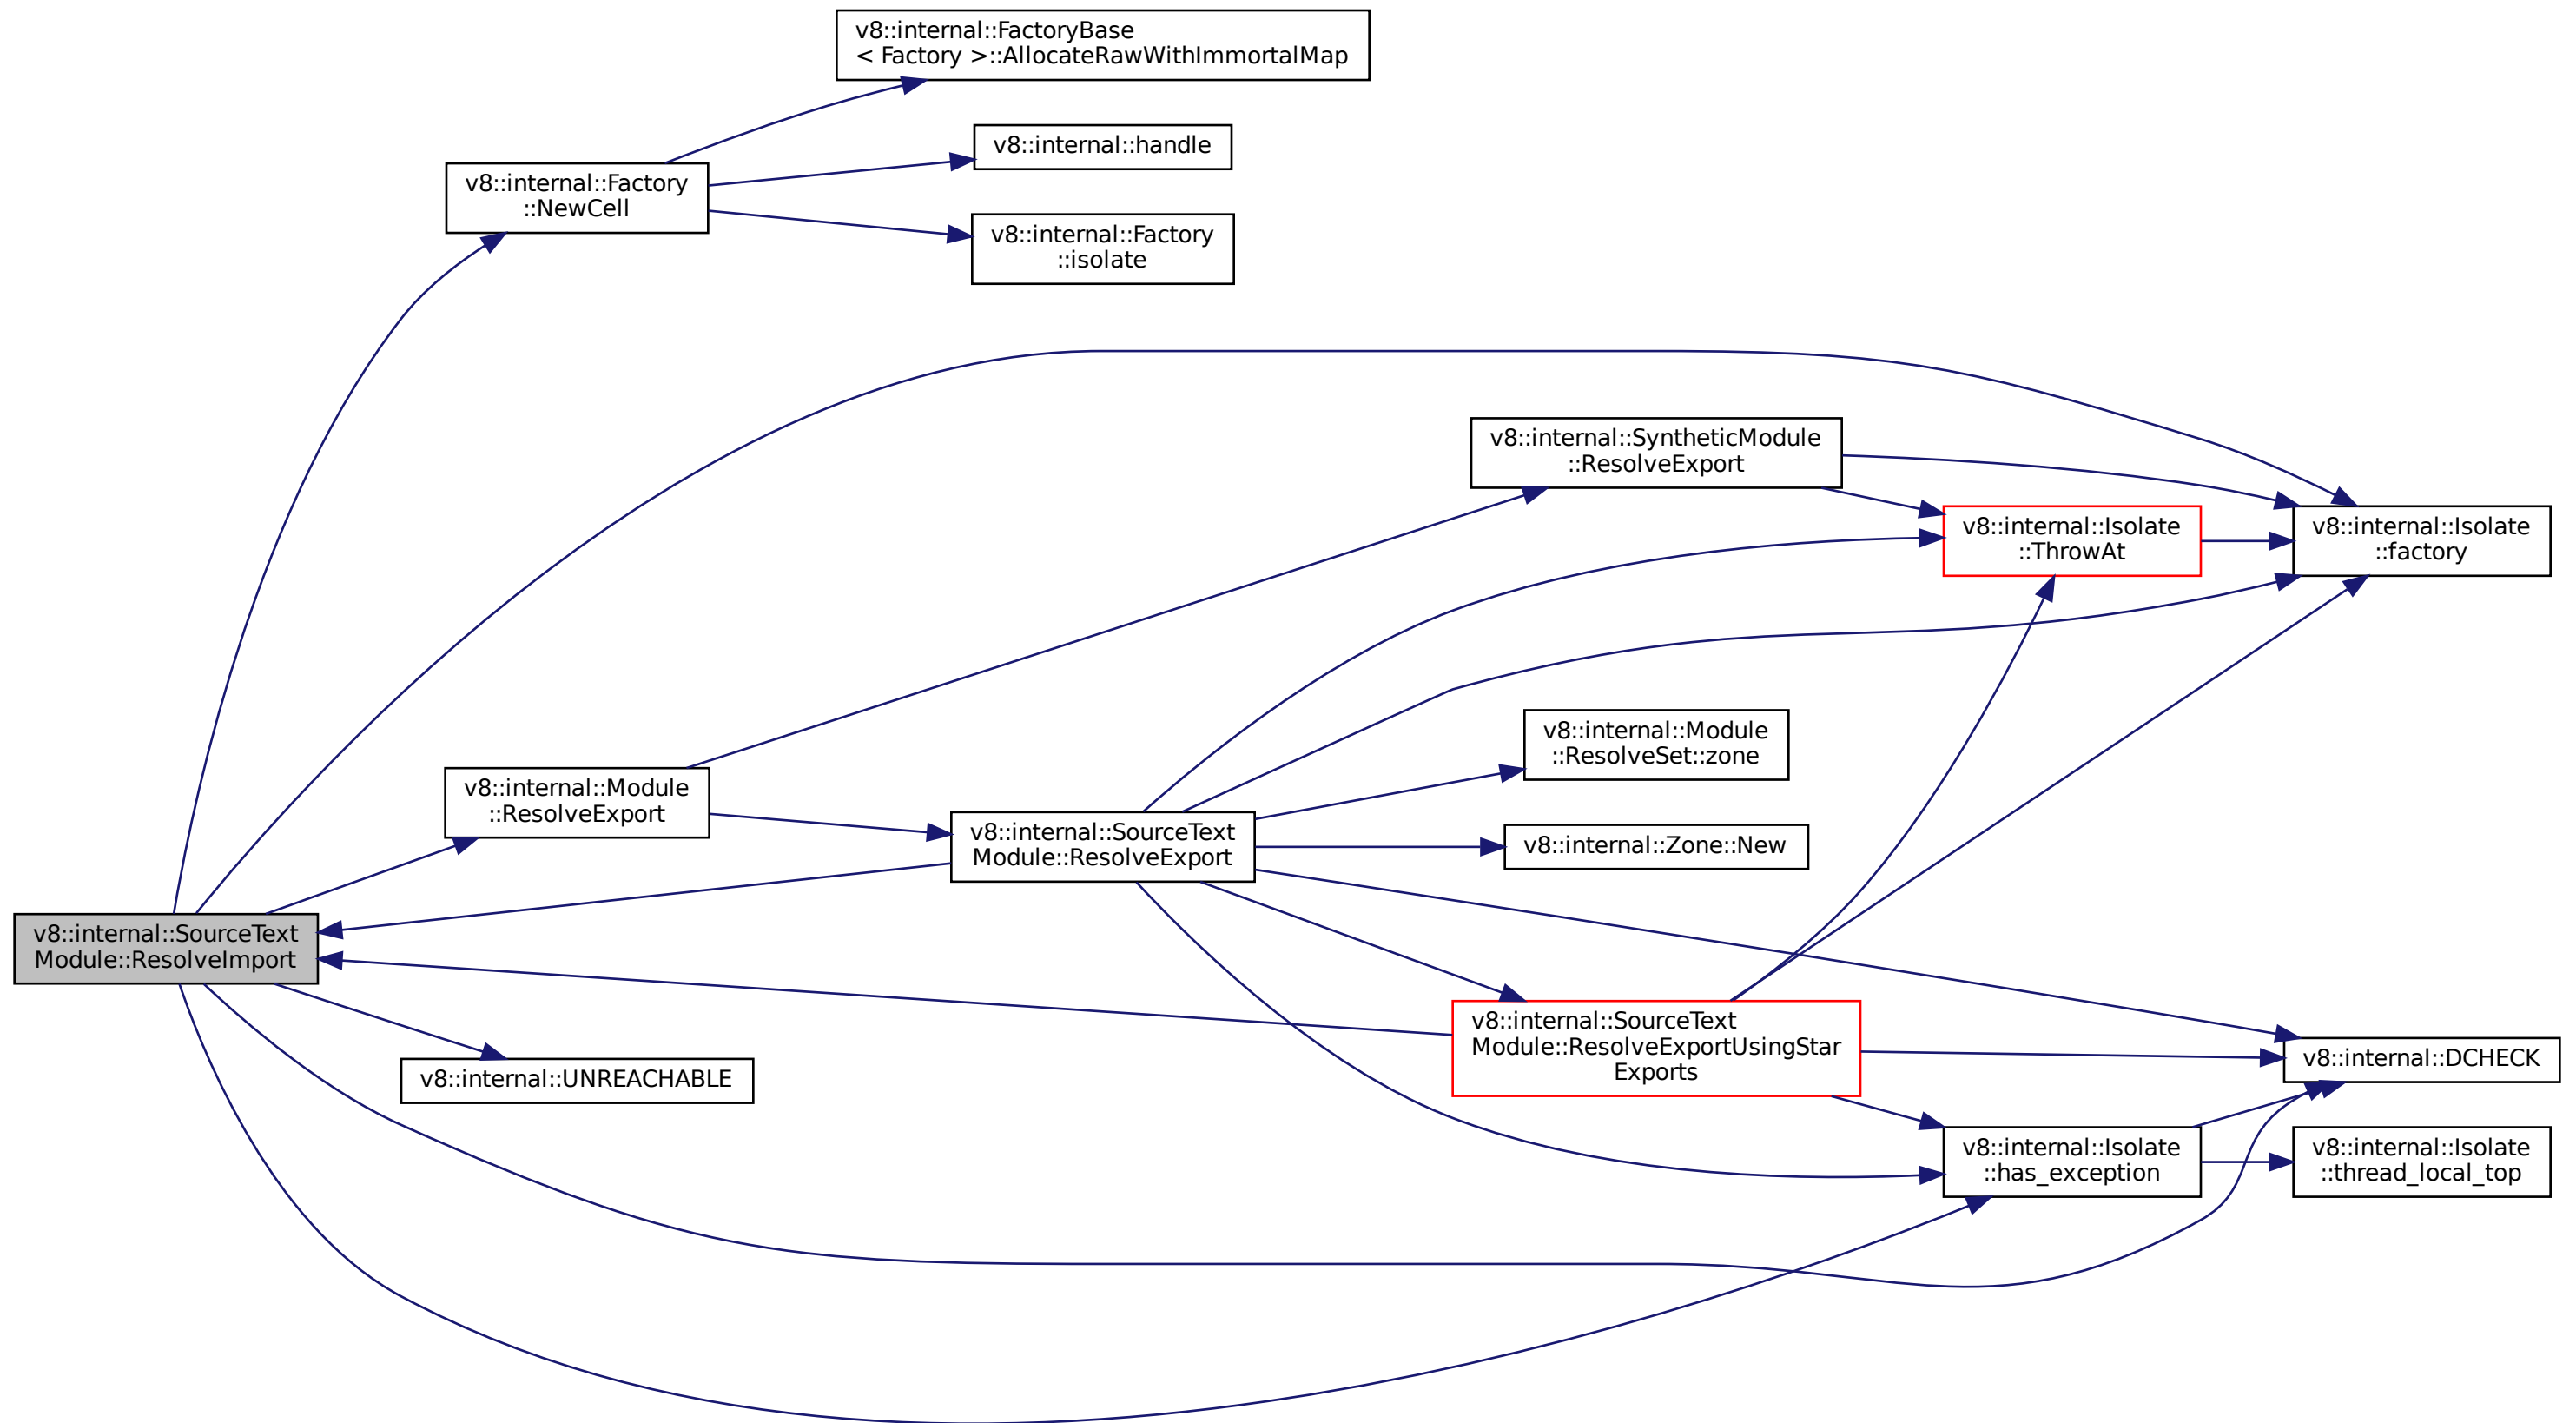 v8::internal::FactoryBase
< Factory >::AllocateRawWithImmortalMap
v8::internal::handle
v8::internal::Factory
::NewCell
v8::internal::Factory
::isolate
v8::internal::SyntheticModule
::ResolveExport
v8::internal::Isolate
::ThrowAt
v8::internal::Isolate
::factory
v8::internal::Module
::ResolveSet::zone
v8::internal::Module
::ResolveExport
v8::internal::SourceText
Module::ResolveExport
v8::internal::Zone::New
v8::internal::SourceText
Module::ResolveImport
v8::internal::SourceText
Module::ResolveExportUsingStar
Exports
v8::internal::DCHECK
v8::internal::UNREACHABLE
v8::internal::Isolate
::has_exception
v8::internal::Isolate
::thread_local_top